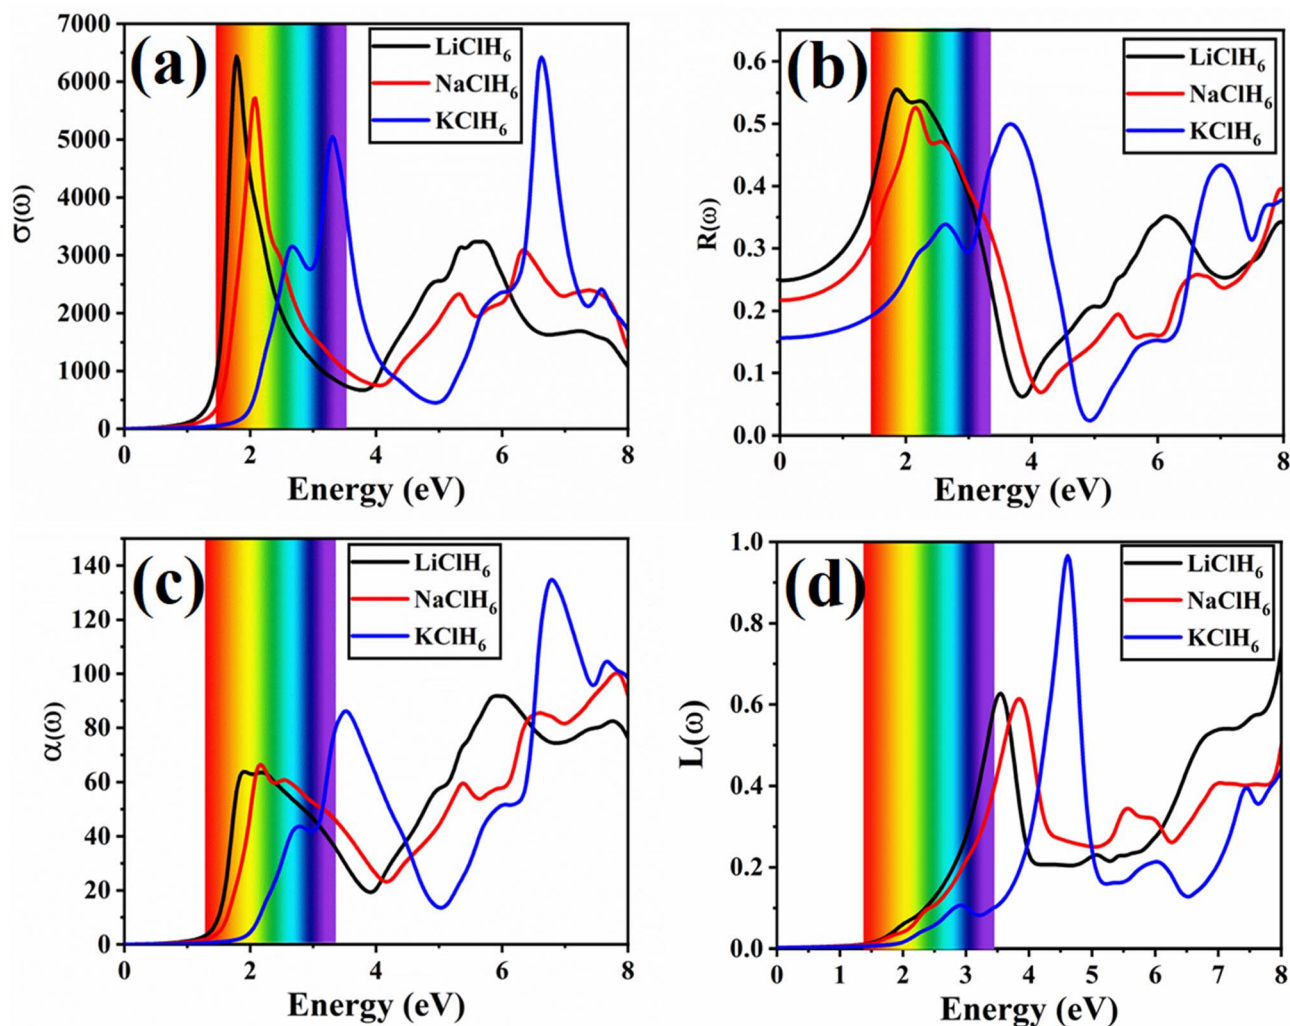 (a)
LiClH₆
NaClH₆
KClH₆
7000
6000
5000
4000
3000
2000
1000
0
σ(ω)
0 2 4 6 8
Energy (eV)
(b)
LiClH₆
NaClH₆
KClH₆
0.6
0.5
0.4
0.3
0.2
0.1
0.0
R(ω)
0 2 4 6 8
Energy (eV)
(c)
LiClH₆
NaClH₆
KClH₆
140
120
100
80
60
40
20
0
α(ω)
0 2 4 6 8
Energy (eV)
(d)
LiClH₆
NaClH₆
KClH₆
1.0
0.8
0.6
0.4
0.2
0.0
L(ω)
0 1 2 3 4 5 6 7 8
Energy (eV)